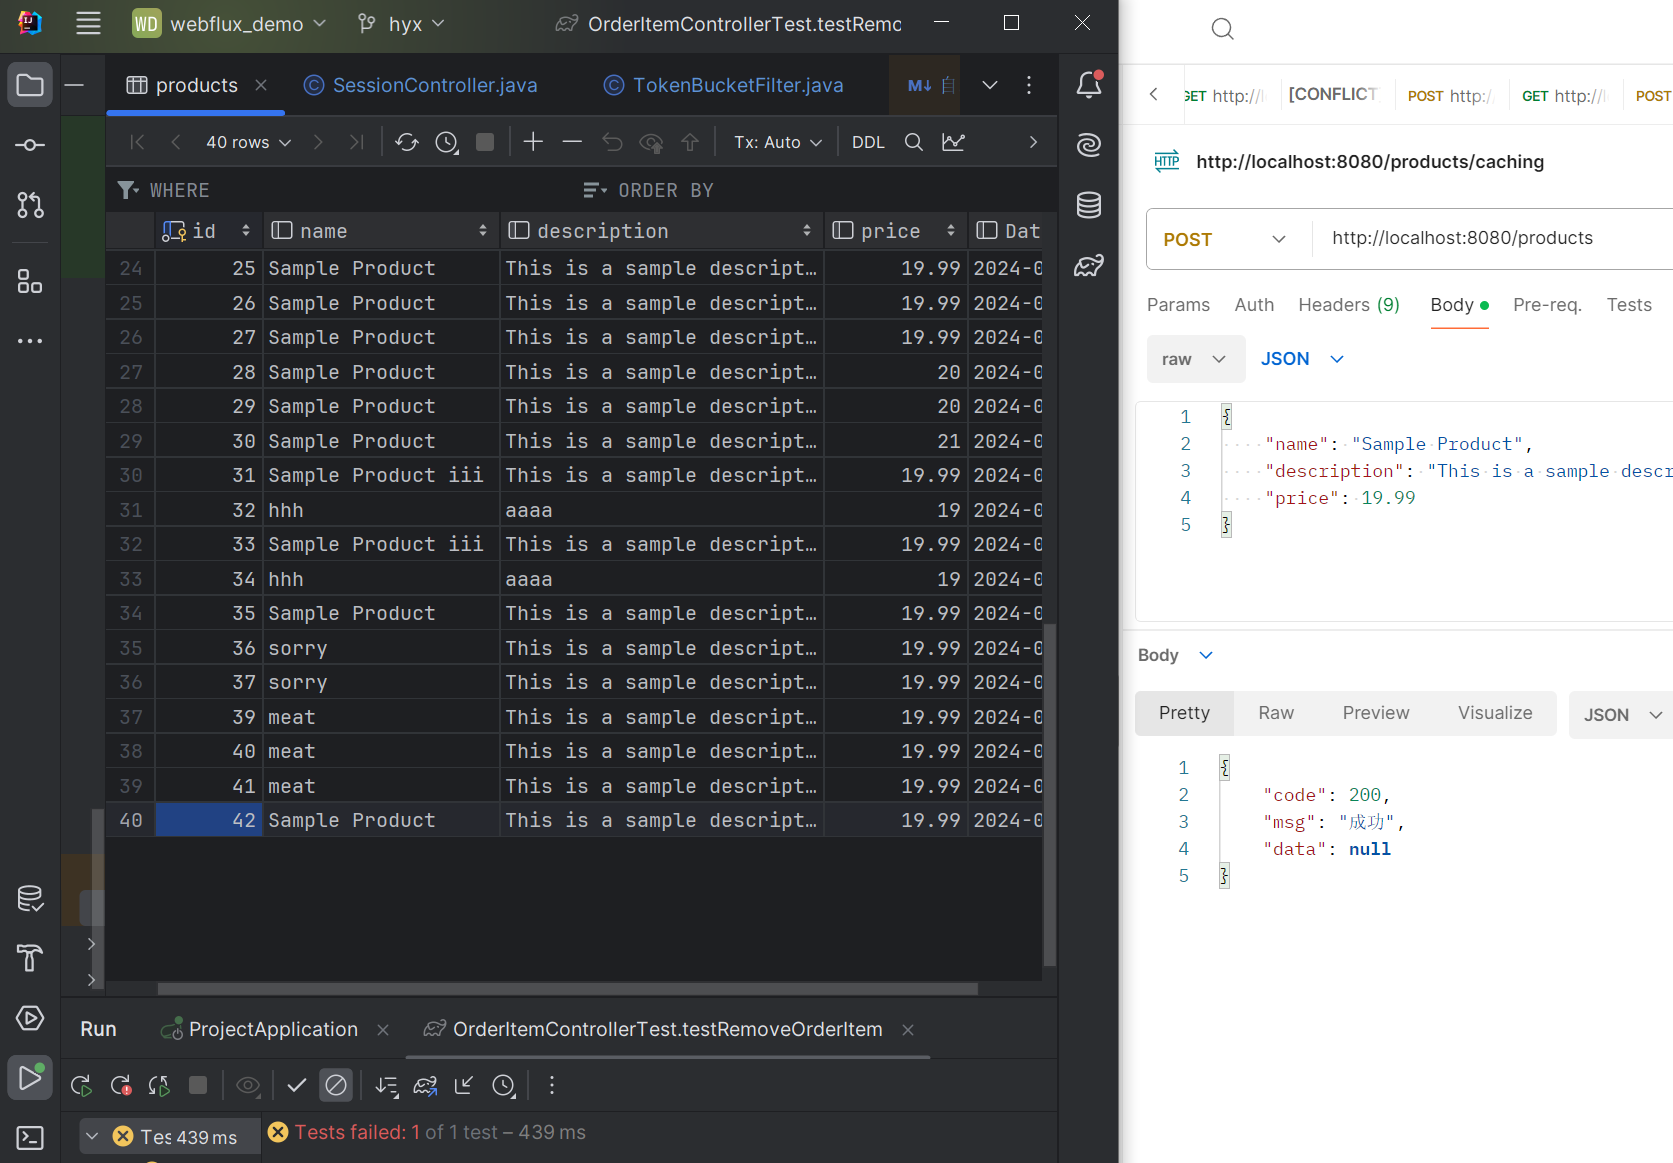 WD webflux_demo hyx OrderItemControllerTest.testRemo
products SessionController.java TokenBucketFilter.java M↓ 自
40 rows Tx: Auto DDL
WHERE ORDER BY
id name description price Dat
24 25 Sample Product This is a sample descript… 19.99 2024-0
25 26 Sample Product This is a sample descript… 19.99 2024-0
26 27 Sample Product This is a sample descript… 19.99 2024-0
27 28 Sample Product This is a sample descript… 20 2024-0
28 29 Sample Product This is a sample descript… 20 2024-0
29 30 Sample Product This is a sample descript… 21 2024-0
30 31 Sample Product iii This is a sample descript… 19.99 2024-0
31 32 hhh aaaa 19 2024-0
32 33 Sample Product iii This is a sample descript… 19.99 2024-0
33 34 hhh aaaa 19 2024-0
34 35 Sample Product This is a sample descript… 19.99 2024-0
35 36 sorry This is a sample descript… 19.99 2024-0
36 37 sorry This is a sample descript… 19.99 2024-0
37 39 meat This is a sample descript… 19.99 2024-0
38 40 meat This is a sample descript… 19.99 2024-0
39 41 meat This is a sample descript… 19.99 2024-0
40 42 Sample Product This is a sample descript… 19.99 2024-0
Run ProjectApplication OrderItemControllerTest.testRemoveOrderItem
Tes 439 ms Tests failed: 1 of 1 test – 439 ms
GET http://l [CONFLICT] POST http:/ GET http://l POST
HTTP http://localhost:8080/products/caching
POST http://localhost:8080/products
Params Auth Headers (9) Body Pre-req. Tests
raw JSON
1 {
2 "name": "Sample Product",
3 "description": "This is a sample descr
4 "price": 19.99
5 }
Body
Pretty Raw Preview Visualize JSON
1 {
2 "code": 200,
3 "msg": "成功",
4 "data": null
5 }